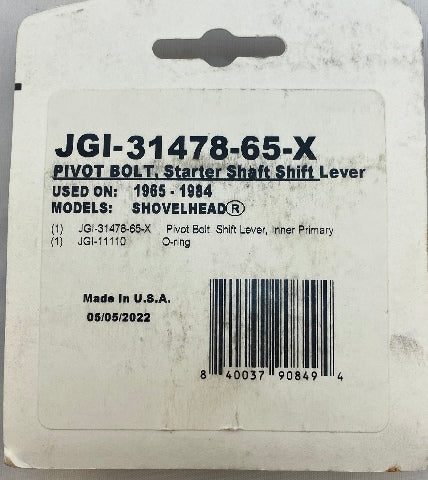 JGI-31478-65-X
PIVOT BOLT, Starter Shaft Shift Lever
USED ON: 1965 - 1984
MODELS: SHOVELHEAD®
(1) JGI-31478-65-X Pivot Bolt Shift Lever, Inner Primary
(1) JGI-11110 O-ring
Made In U.S.A.
05/05/2022
8 40037 90849 4